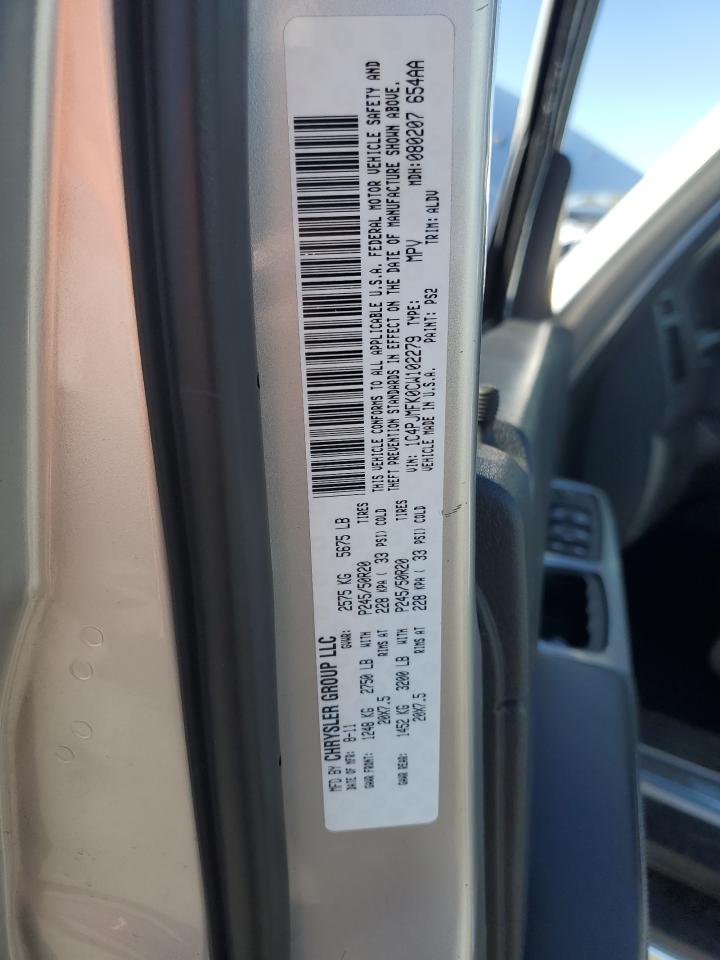 MFD BY CHRYSLER GROUP LLC
DATE OF MFR: 8-11 GVWR: 2575 KG 5675 LB
GAWR FRONT: 1248 KG 2750 LB WITH P245/50R20 TIRES
20X7.5 RIMS AT 228 KPA ( 33 PSI) COLD
GAWR REAR: 1452 KG 3200 LB WITH P245/50R20 TIRES
20X7.5 RIMS AT 228 KPA ( 33 PSI) COLD
THIS VEHICLE CONFORMS TO ALL APPLICABLE U.S.A. FEDERAL MOTOR VEHICLE SAFETY AND
THEFT PREVENTION STANDARDS IN EFFECT ON THE DATE OF MANUFACTURE SHOWN ABOVE.
VIN: 1C4PJMFK0CW102279 TYPE: MPV MDH:080207 654AA
VEHICLE MADE IN U.S.A. PAINT: PS2 TRIM: ALDV